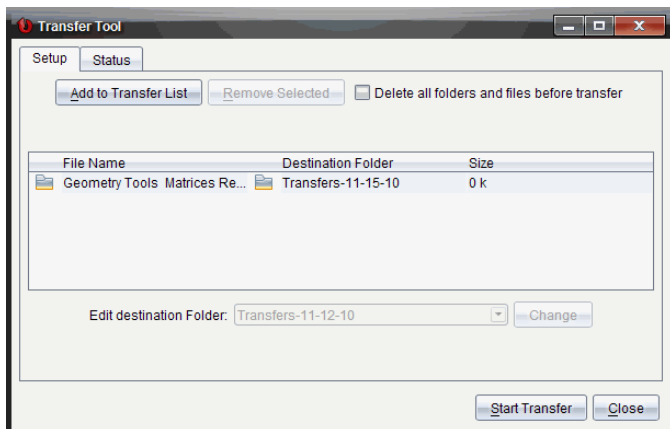 Transfer Tool
Setup Status
Add to Transfer List Remove Selected Delete all folders and files before transfer
File Name Destination Folder Size
Geometry Tools Matrices Re... Transfers-11-15-10 0 k
Edit destination Folder: Transfers-11-12-10 Change
Start Transfer Close